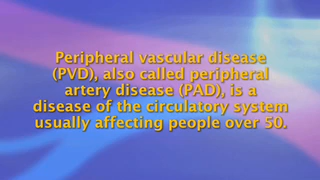 Peripheral vascular disease
(PVD), also called peripheral
artery disease (PAD), is a
disease of the circulatory system
usually affecting people over 50.